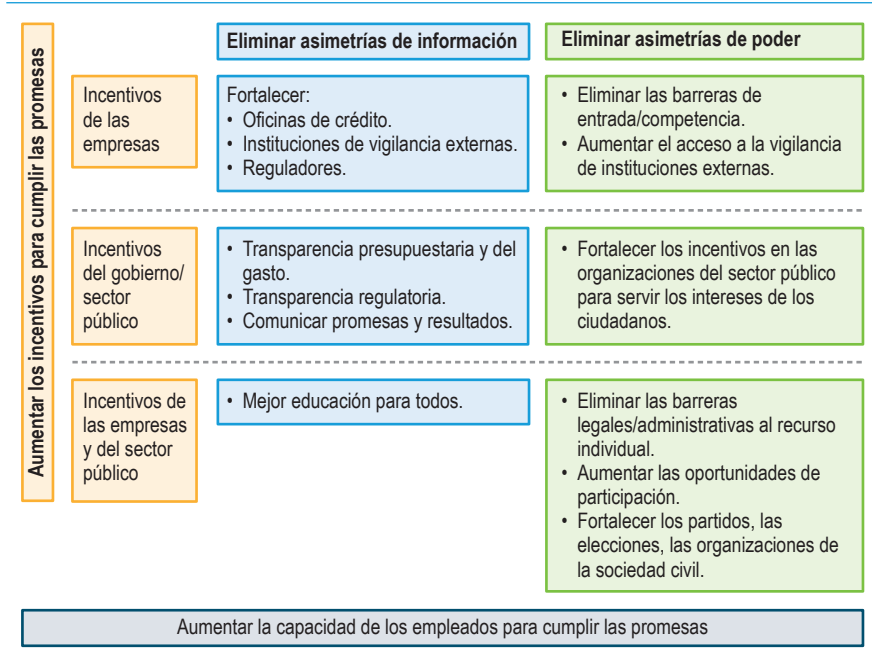 Aumentar los incentivos para cumplir las promesas
Eliminar asimetrías de información
Eliminar asimetrías de poder
Incentivos
de las
empresas
Fortalecer:
• Oficinas de crédito.
• Instituciones de vigilancia externas.
• Reguladores.
• Eliminar las barreras de
entrada/competencia.
• Aumentar el acceso a la vigilancia
de instituciones externas.
Incentivos
del gobierno/
sector
público
• Transparencia presupuestaria y del
gasto.
• Transparencia regulatoria.
• Comunicar promesas y resultados.
• Fortalecer los incentivos en las
organizaciones del sector público
para servir los intereses de los
ciudadanos.
Incentivos de
las empresas
y del sector
público
• Mejor educación para todos.
• Eliminar las barreras
legales/administrativas al recurso
individual.
• Aumentar las oportunidades de
participación.
• Fortalecer los partidos, las
elecciones, las organizaciones de
la sociedad civil.
Aumentar la capacidad de los empleados para cumplir las promesas